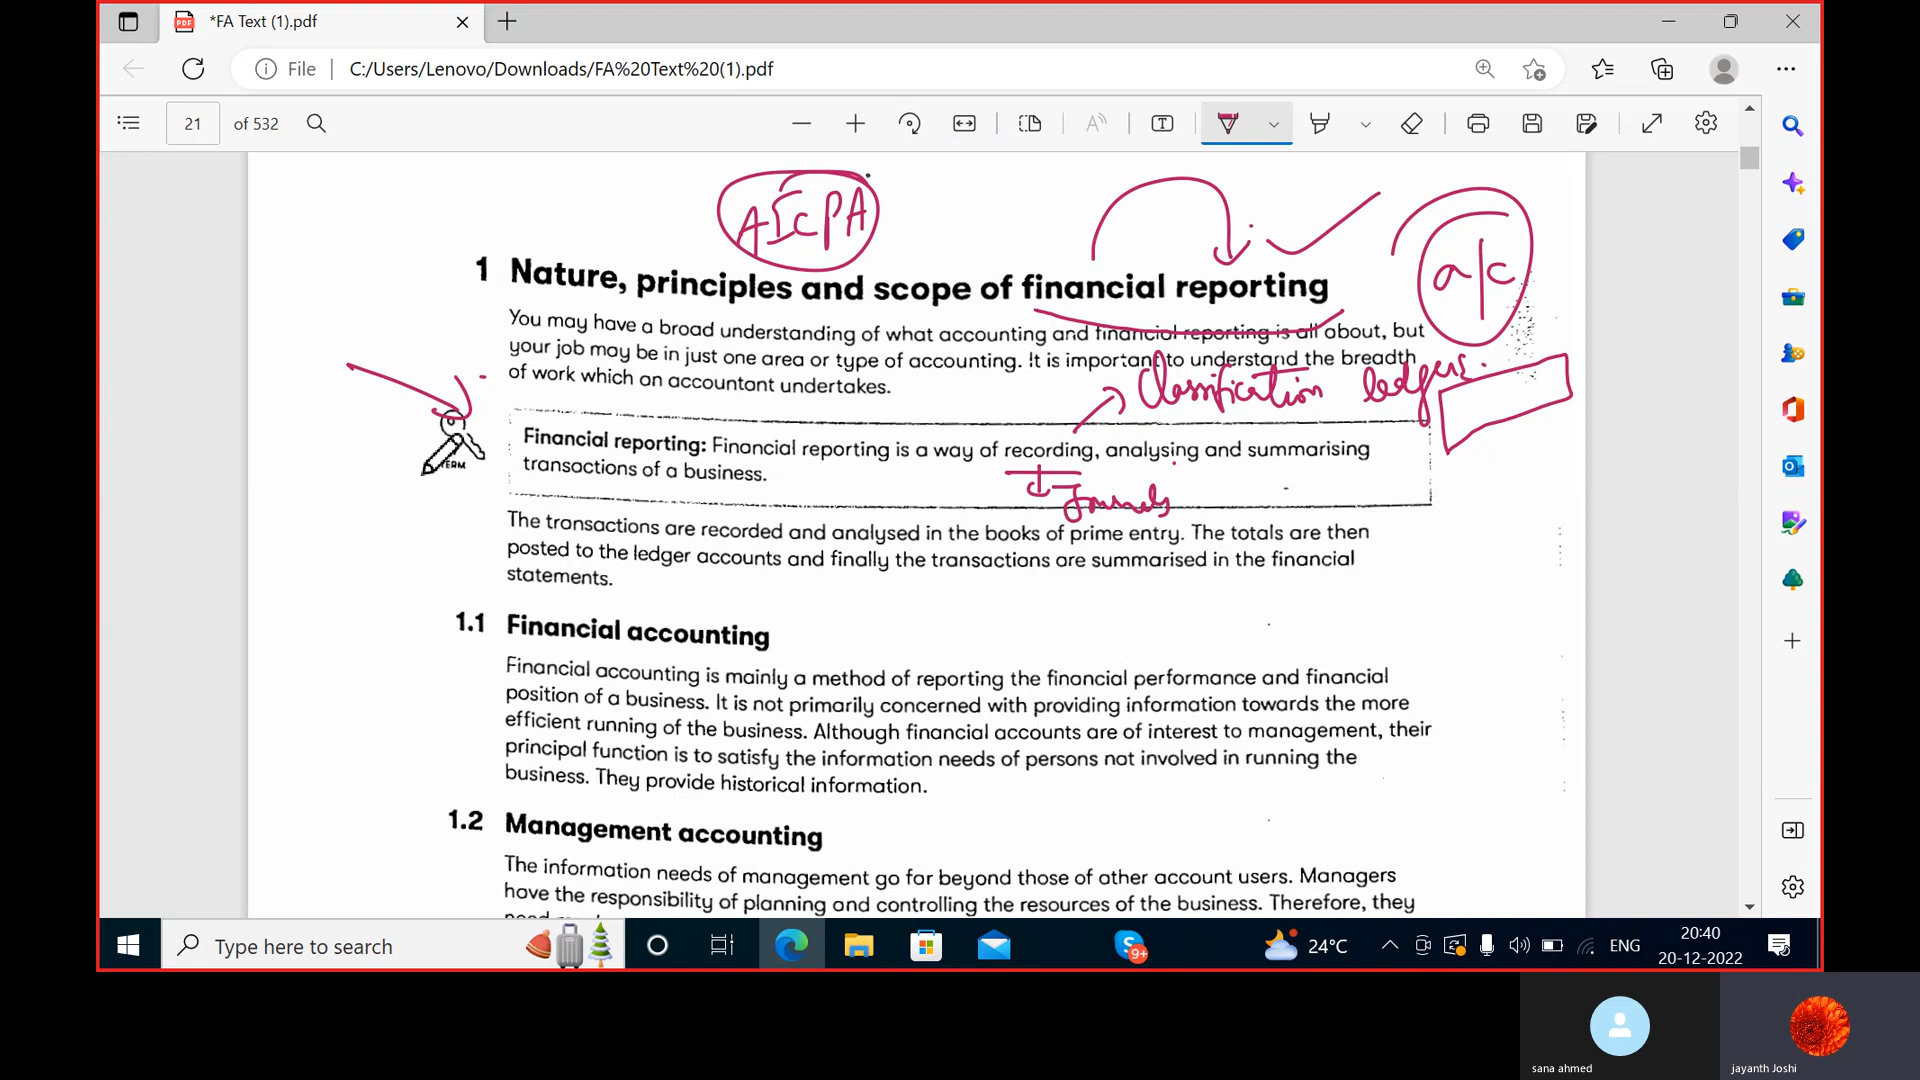 *FA Text (1).pdf
File
C:/Users/Lenovo/Downloads/FA%20Text%20(1).pdf
21 of 532
AICPA
a/c
1 Nature, principles and scope of financial reporting
You may have a broad understanding of what accounting and financial reporting is all about, but
your job may be in just one area or type of accounting. It is important to understand the breadth
of work which an accountant undertakes.
Classification ledgers.
TERM
Financial reporting: Financial reporting is a way of recording, analysing and summarising
transactions of a business.
Journals
The transactions are recorded and analysed in the books of prime entry. The totals are then
posted to the ledger accounts and finally the transactions are summarised in the financial
statements.
1.1 Financial accounting
Financial accounting is mainly a method of reporting the financial performance and financial
position of a business. It is not primarily concerned with providing information towards the more
efficient running of the business. Although financial accounts are of interest to management, their
principal function is to satisfy the information needs of persons not involved in running the
business. They provide historical information.
1.2 Management accounting
The information needs of management go far beyond those of other account users. Managers
have the responsibility of planning and controlling the resources of the business. Therefore, they
Type here to search
9+
24°C
ENG
20:40
20-12-2022
sana ahmed
jayanth Joshi